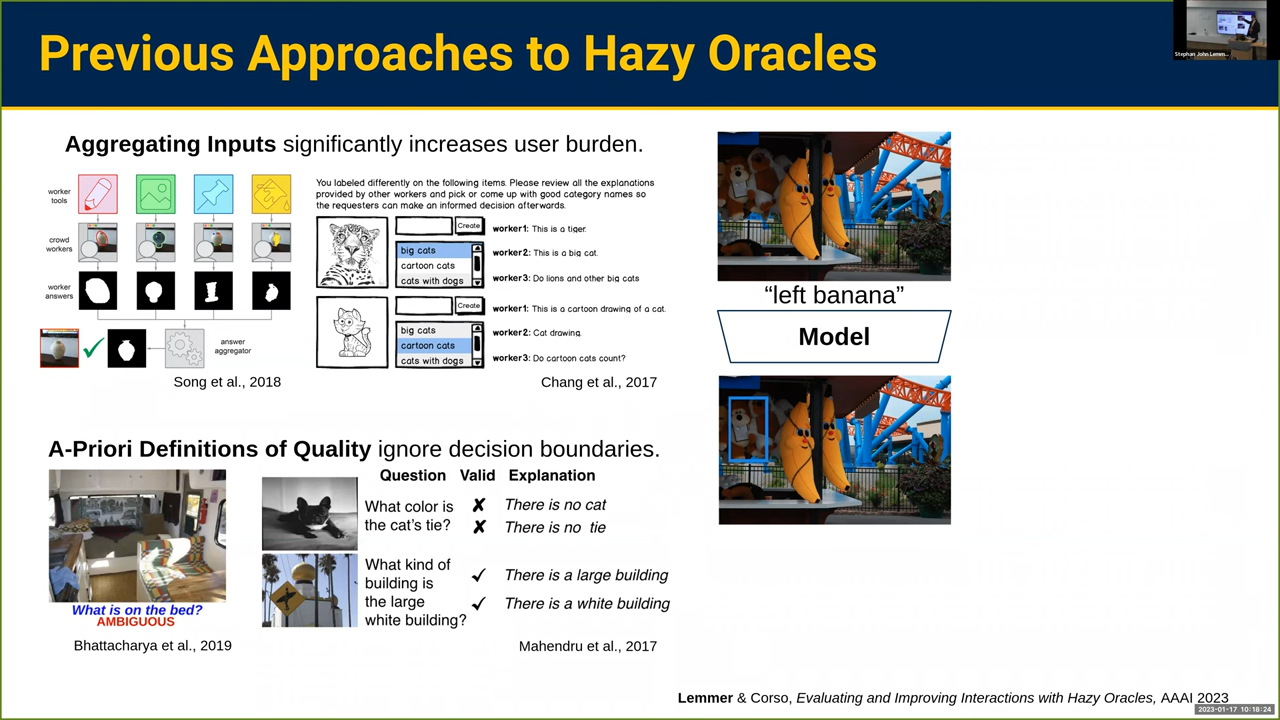 Previous Approaches to Hazy Oracles
Stephan John Lemm...
Aggregating Inputs significantly increases user burden.
worker tools
crowd workers
worker answers
answer aggregator
Song et al., 2018
You labeled differently on the following items. Please review all the explanations
provided by other workers and pick or come up with good category names so
the requesters can make an informed decision afterwards.
Create
big cats
cartoon cats
cats with dogs
worker1: This is a tiger.
worker2: This is a big cat.
worker3: Do lions and other big cats
Create
big cats
cartoon cats
cats with dogs
worker1: This is a cartoon drawing of a cat.
worker2: Cat drawing.
worker3: Do cartoon cats count?
Chang et al., 2017
A-Priori Definitions of Quality ignore decision boundaries.
What is on the bed?
AMBIGUOUS
Bhattacharya et al., 2019
Question Valid Explanation
What color is
the cat's tie?
✗ There is no cat
✗ There is no tie
What kind of
building is
the large
white building?
✓ There is a large building
✓ There is a white building
Mahendru et al., 2017
“left banana”
Model
Lemmer & Corso, Evaluating and Improving Interactions with Hazy Oracles, AAAI 2023
2023-01-17 10:18:24